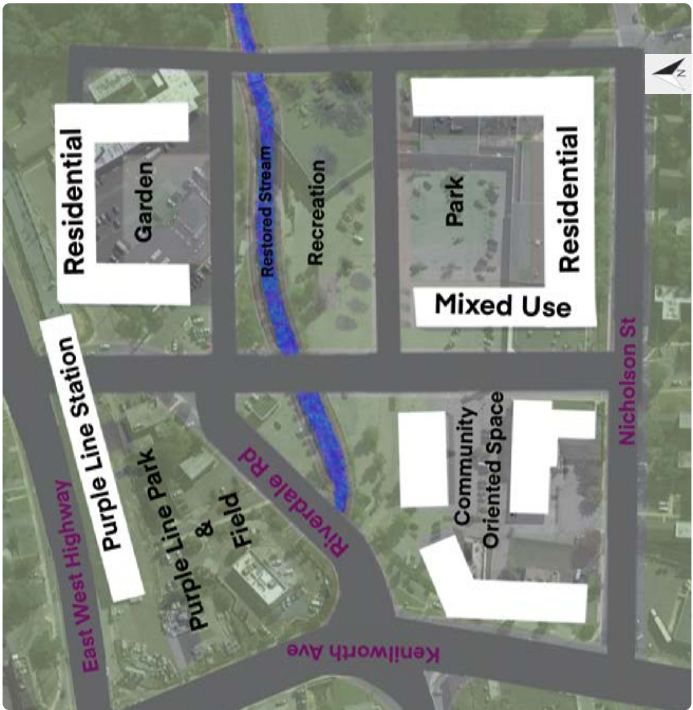 N
Residential
Garden
Restored Stream
Recreation
Park
Residential
Mixed Use
Nicholson St
Purple Line Station
East West Highway
Purple Line Park
&
Field
Riverdale Rd
Community
Oriented Space
Kenilworth Ave